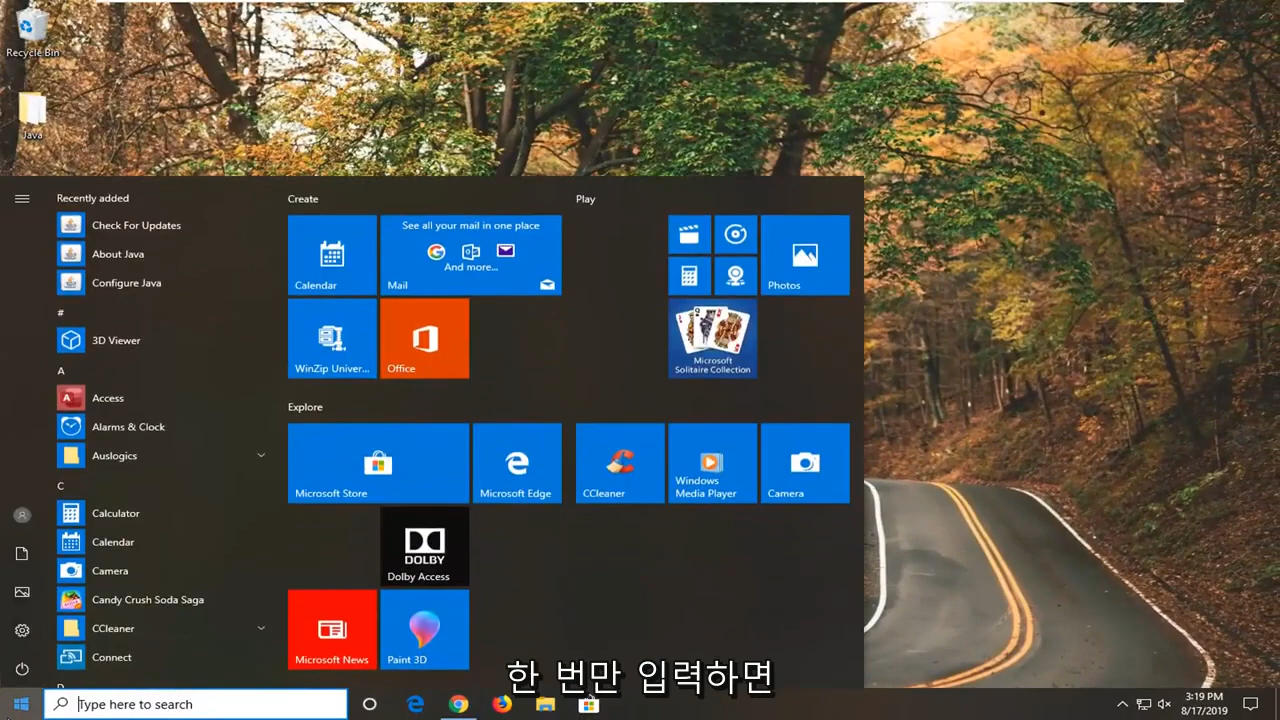 Recycle Bin
Java
Recently added
Check For Updates
About Java
Configure Java
#
3D Viewer
A
Access
Alarms & Clock
Auslogics
C
Calculator
Calendar
Camera
Candy Crush Soda Saga
CCleaner
Connect
Create
Calendar
See all your mail in one place
And more...
Mail
WinZip Univer...
Office
Explore
Microsoft Store
Microsoft Edge
DOLBY
Dolby Access
Microsoft News
Paint 3D
Play
Photos
Microsoft
Solitaire Collection
CCleaner
Windows
Media Player
Camera
한 번만 입력하면
Type here to search
3:19 PM
8/17/2019